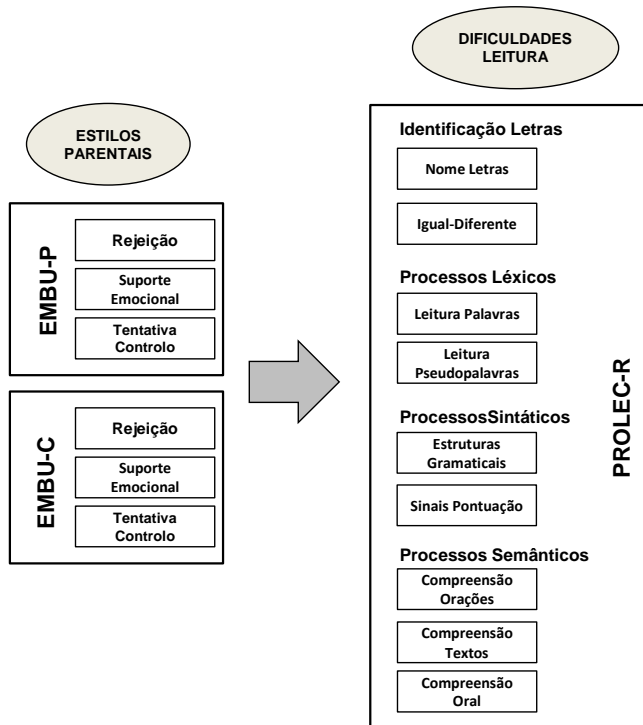 ESTILOS
PARENTAIS
EMBU-P
Rejeição
Suporte
Emocional
Tentativa
Controlo
EMBU-C
Rejeição
Suporte
Emocional
Tentativa
Controlo
DIFICULDADES
LEITURA
PROLEC-R
Identificação Letras
Nome Letras
Igual-Diferente
Processos Léxicos
Leitura Palavras
Leitura
Pseudopalavras
ProcessosSintáticos
Estruturas
Gramaticais
Sinais Pontuação
Processos Semânticos
Compreensão
Orações
Compreensão
Textos
Compreensão
Oral